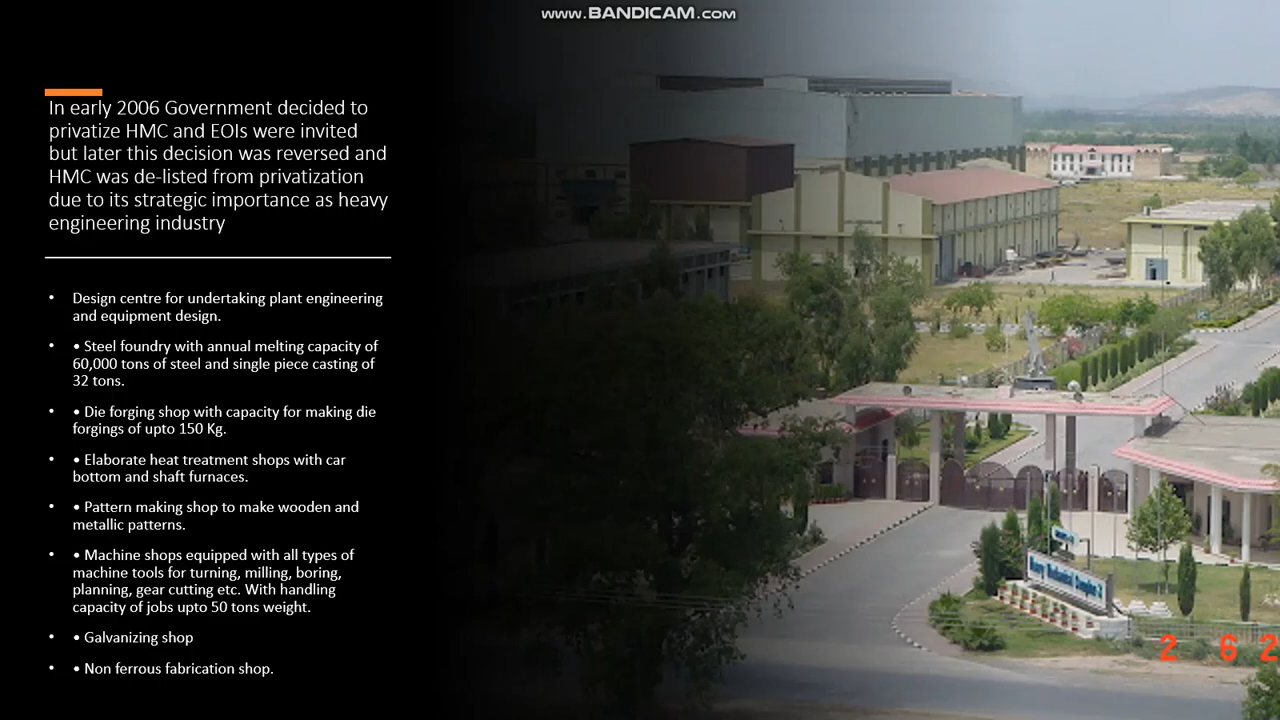 www.BANDICAM.com
In early 2006 Government decided to
privatize HMC and EOIs were invited
but later this decision was reversed and
HMC was de-listed from privatization
due to its strategic importance as heavy
engineering industry
• Design centre for undertaking plant engineering
and equipment design.
• • Steel foundry with annual melting capacity of
60,000 tons of steel and single piece casting of
32 tons.
• • Die forging shop with capacity for making die
forgings of upto 150 Kg.
• • Elaborate heat treatment shops with car
bottom and shaft furnaces.
• • Pattern making shop to make wooden and
metallic patterns.
• • Machine shops equipped with all types of
machine tools for turning, milling, boring,
planning, gear cutting etc. With handling
capacity of jobs upto 50 tons weight.
• • Galvanizing shop
• • Non ferrous fabrication shop.
Heavy Mechanical Complex
2 6 2